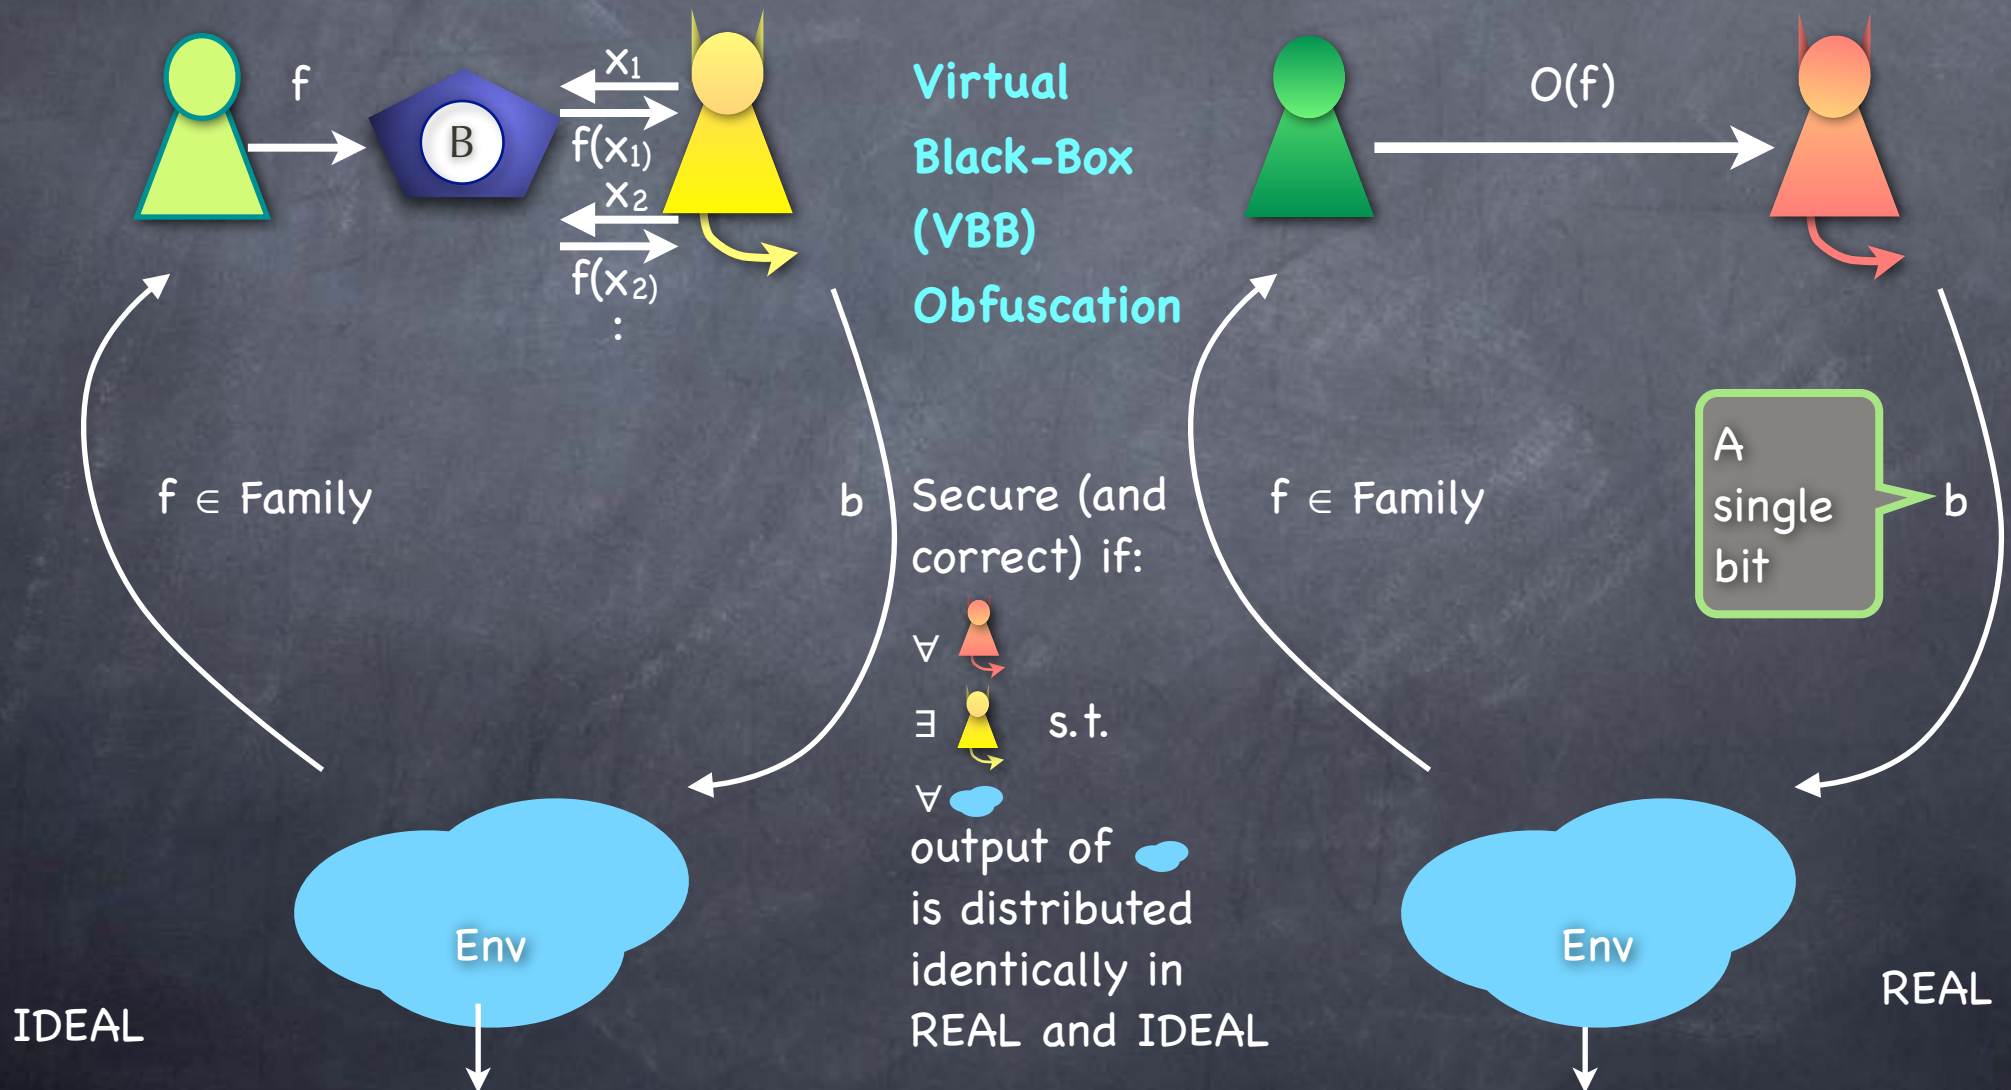 f
B
x₁
f(x₁)
x₂
f(x₂)
:
Virtual
Black-Box
(VBB)
Obfuscation
O(f)
f ∈ Family
b
Secure (and
correct) if:
∀
∃ s.t.
∀
output of
is distributed
identically in
REAL and IDEAL
f ∈ Family
A
single
bit
b
Env
IDEAL
Env
REAL